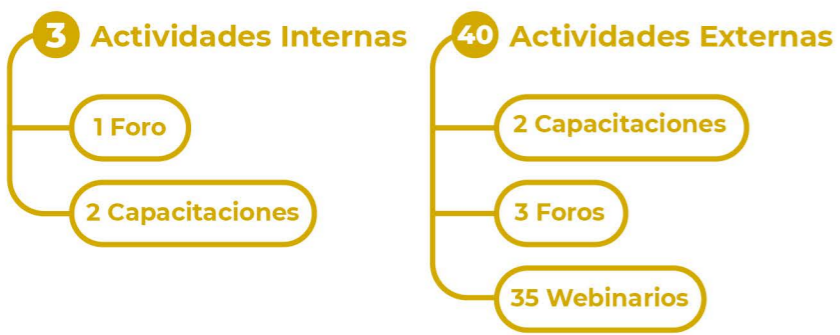 3 Actividades Internas
1 Foro
2 Capacitaciones
40 Actividades Externas
2 Capacitaciones
3 Foros
35 Webinarios